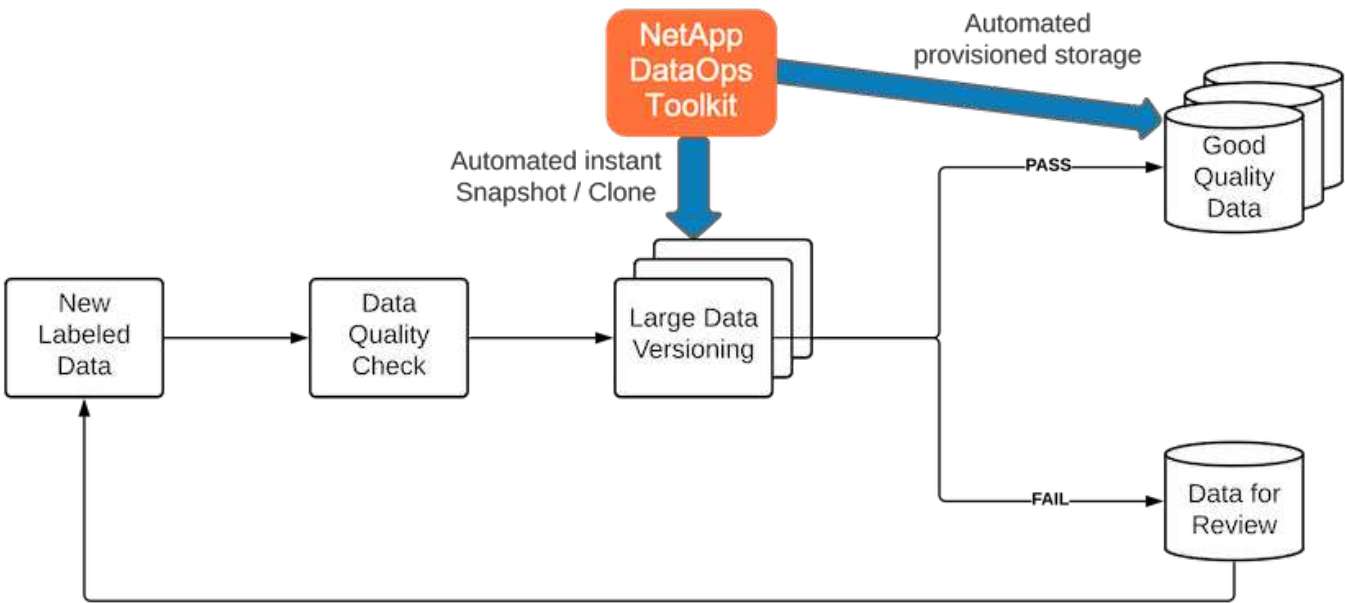 NetApp
DataOps
Toolkit
Automated
provisioned storage
Automated instant
Snapshot / Clone
PASS
Good
Quality
Data
New
Labeled
Data
Data
Quality
Check
Large Data
Versioning
FAIL
Data for
Review